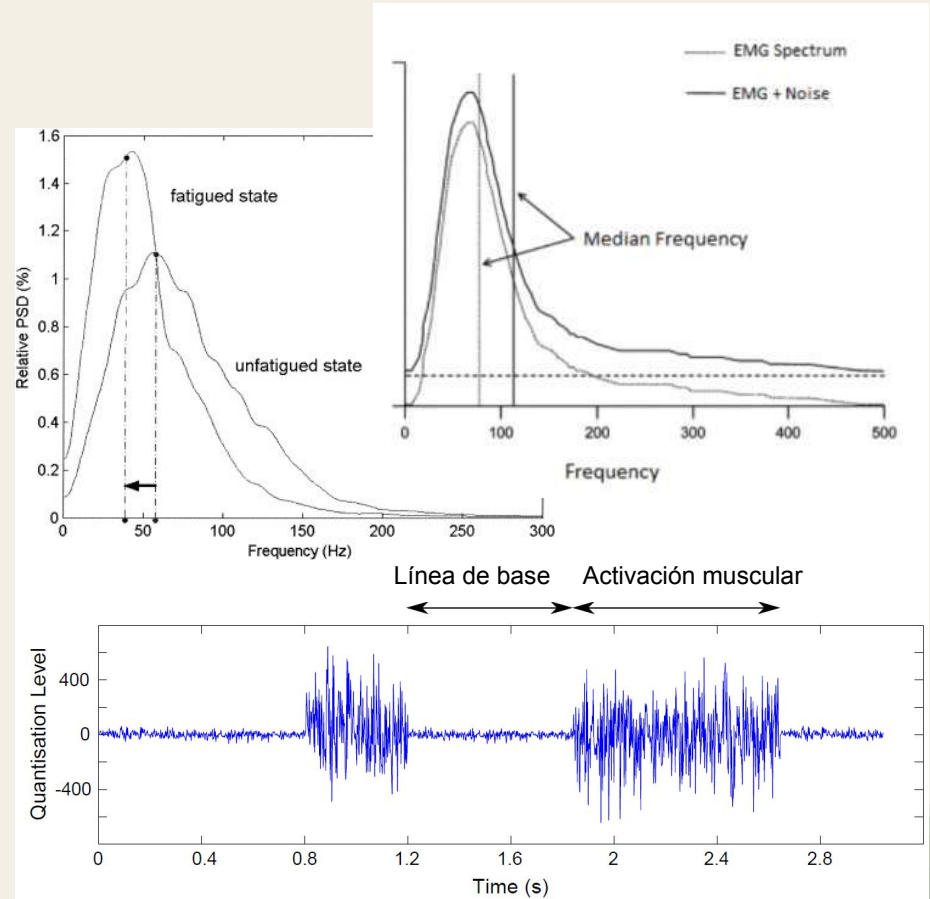 EMG Spectrum
EMG + Noise
Median Frequency
0 100 200 300 400 500
Frequency
1.6
1.4
1.2
1
0.8
0.6
0.4
0.2
0
Relative PSD (%)
fatigued state
unfatigued state
0 50 100 150 200 250 300
Frequency (Hz)
Línea de base Activación muscular
Quantisation Level
400
0
-400
0 0.4 0.8 1.2 1.6 2 2.4 2.8
Time (s)